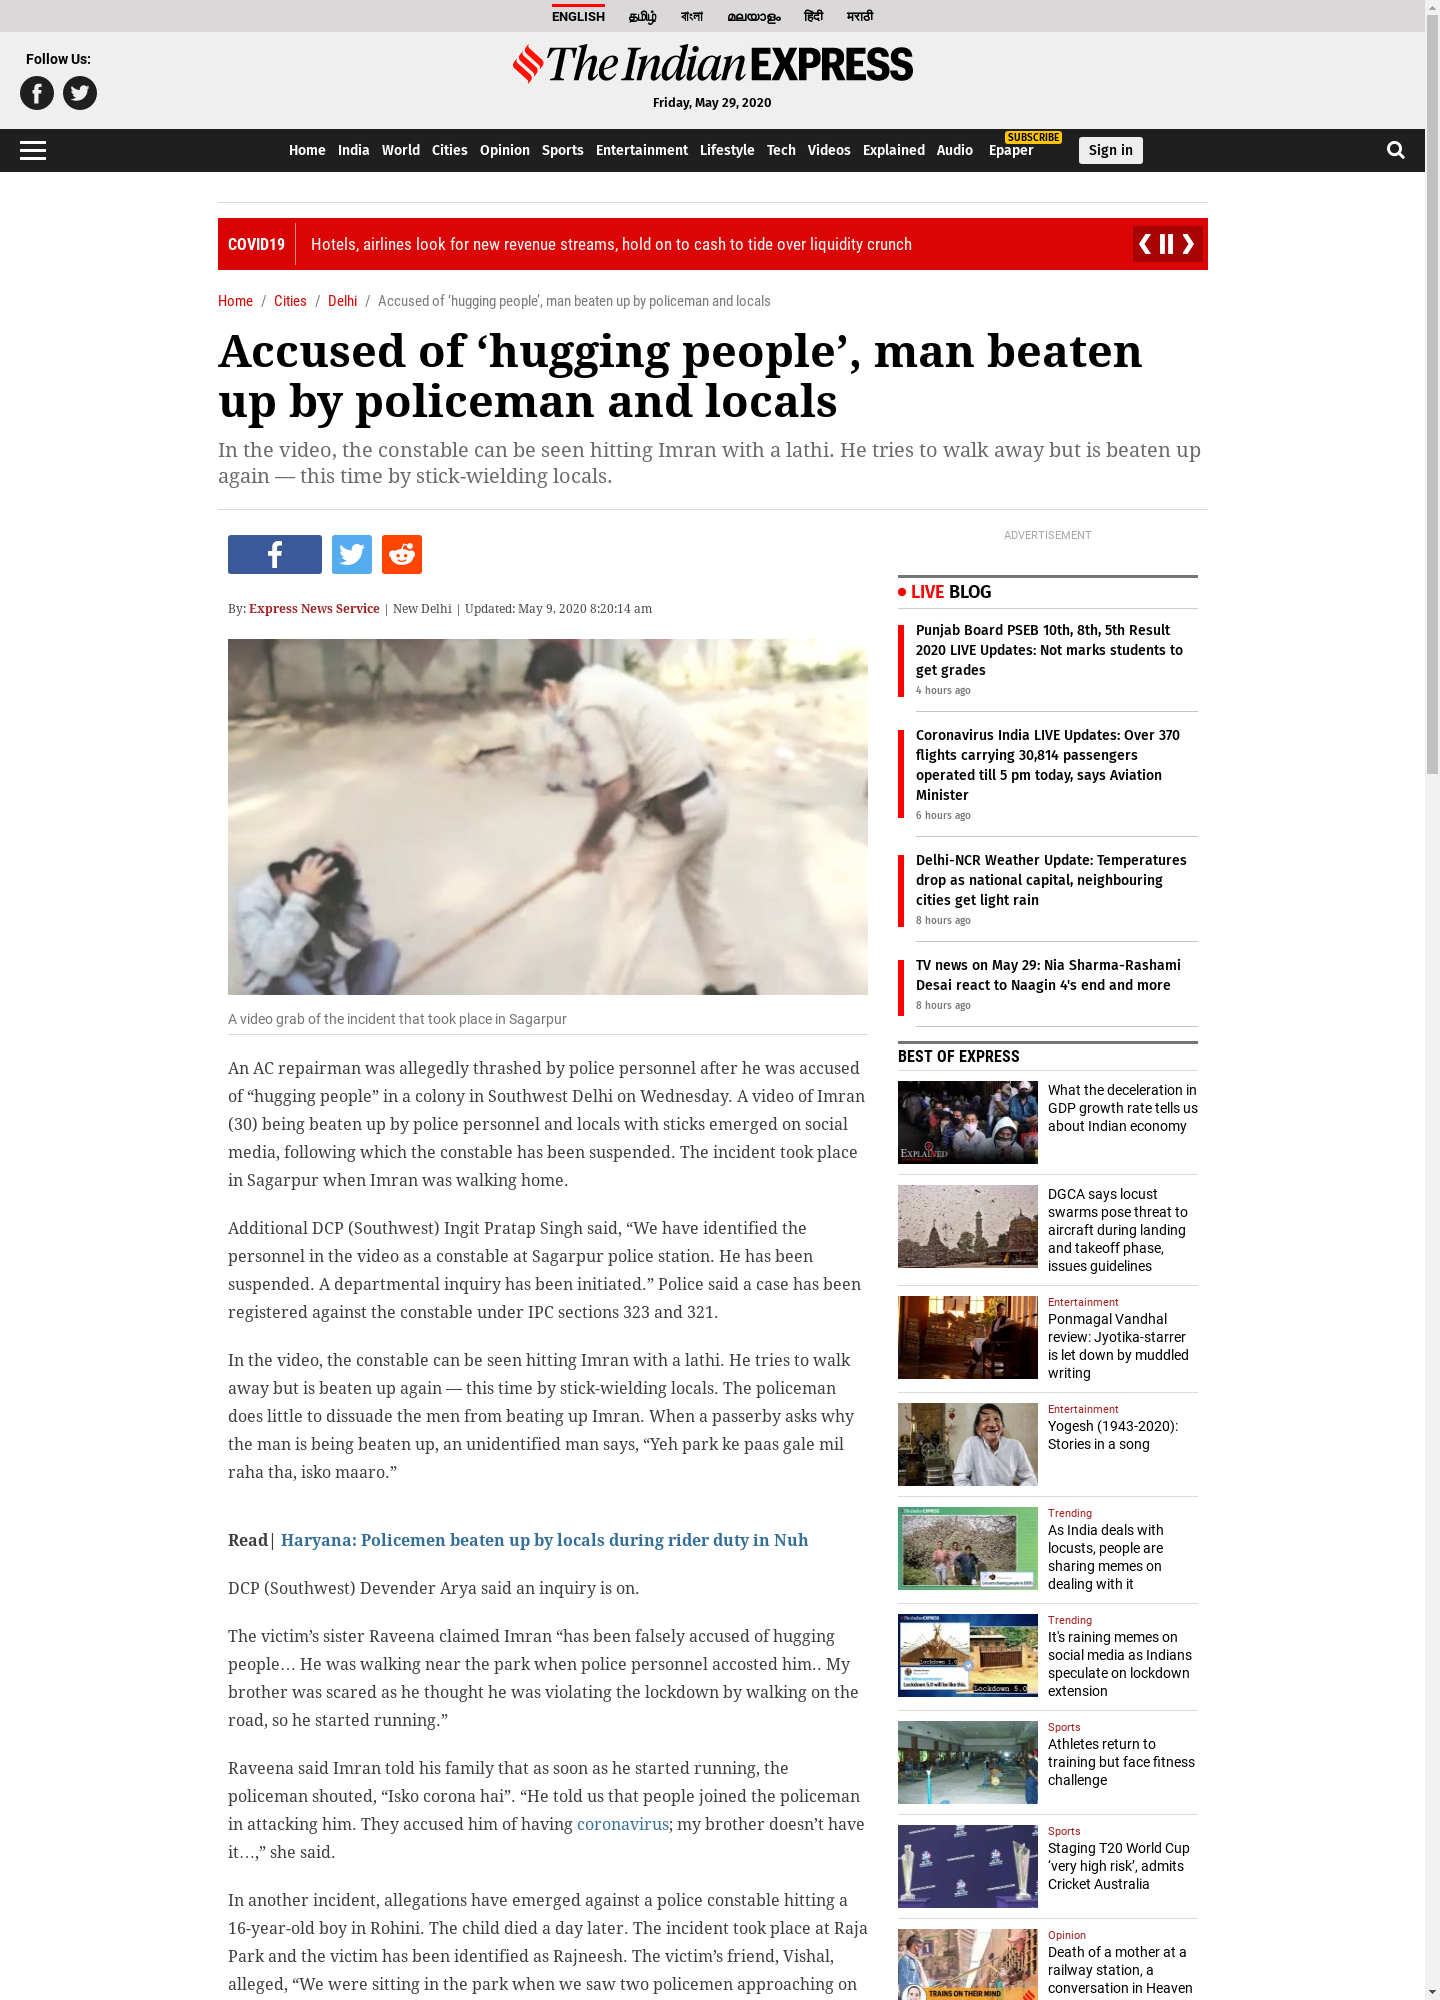 ENGLISH தமிழ் বাংলা മലയാളം हिंदी मराठी
Follow Us:
The Indian EXPRESS
Friday, May 29, 2020
SUBSCRIBE
Home India World Cities Opinion Sports Entertainment Lifestyle Tech Videos Explained Audio Epaper Sign in
COVID19 Hotels, airlines look for new revenue streams, hold on to cash to tide over liquidity crunch
Home / Cities / Delhi / Accused of ‘hugging people’, man beaten up by policeman and locals
Accused of ‘hugging people’, man beaten
up by policeman and locals
In the video, the constable can be seen hitting Imran with a lathi. He tries to walk away but is beaten up
again — this time by stick-wielding locals.
By: Express News Service | New Delhi | Updated: May 9, 2020 8:20:14 am
A video grab of the incident that took place in Sagarpur
An AC repairman was allegedly thrashed by police personnel after he was accused
of “hugging people” in a colony in Southwest Delhi on Wednesday. A video of Imran
(30) being beaten up by police personnel and locals with sticks emerged on social
media, following which the constable has been suspended. The incident took place
in Sagarpur when Imran was walking home.
Additional DCP (Southwest) Ingit Pratap Singh said, “We have identified the
personnel in the video as a constable at Sagarpur police station. He has been
suspended. A departmental inquiry has been initiated.” Police said a case has been
registered against the constable under IPC sections 323 and 321.
In the video, the constable can be seen hitting Imran with a lathi. He tries to walk
away but is beaten up again — this time by stick-wielding locals. The policeman
does little to dissuade the men from beating up Imran. When a passerby asks why
the man is being beaten up, an unidentified man says, “Yeh park ke paas gale mil
raha tha, isko maaro.”
Read| Haryana: Policemen beaten up by locals during rider duty in Nuh
DCP (Southwest) Devender Arya said an inquiry is on.
The victim’s sister Raveena claimed Imran “has been falsely accused of hugging
people… He was walking near the park when police personnel accosted him.. My
brother was scared as he thought he was violating the lockdown by walking on the
road, so he started running.”
Raveena said Imran told his family that as soon as he started running, the
policeman shouted, “Isko corona hai”. “He told us that people joined the policeman
in attacking him. They accused him of having coronavirus; my brother doesn’t have
it…,” she said.
In another incident, allegations have emerged against a police constable hitting a
16-year-old boy in Rohini. The child died a day later. The incident took place at Raja
Park and the victim has been identified as Rajneesh. The victim’s friend, Vishal,
alleged, “We were sitting in the park when we saw two policemen approaching on
ADVERTISEMENT
LIVE BLOG
Punjab Board PSEB 10th, 8th, 5th Result
2020 LIVE Updates: Not marks students to
get grades
4 hours ago
Coronavirus India LIVE Updates: Over 370
flights carrying 30,814 passengers
operated till 5 pm today, says Aviation
Minister
6 hours ago
Delhi-NCR Weather Update: Temperatures
drop as national capital, neighbouring
cities get light rain
8 hours ago
TV news on May 29: Nia Sharma-Rashami
Desai react to Naagin 4's end and more
8 hours ago
BEST OF EXPRESS
EXPLAINED
What the deceleration in
GDP growth rate tells us
about Indian economy
DGCA says locust
swarms pose threat to
aircraft during landing
and takeoff phase,
issues guidelines
Entertainment
Ponmagal Vandhal
review: Jyotika-starrer
is let down by muddled
writing
Entertainment
Yogesh (1943-2020):
Stories in a song
Trending
As India deals with
locusts, people are
sharing memes on
dealing with it
Lockdown 1.0
Lockdown 5.0 will be like this.
Lockdown 5.0
Trending
It's raining memes on
social media as Indians
speculate on lockdown
extension
Sports
Athletes return to
training but face fitness
challenge
Sports
Staging T20 World Cup
‘very high risk’, admits
Cricket Australia
TRAINS ON THEIR MIND
Opinion
Death of a mother at a
railway station, a
conversation in Heaven